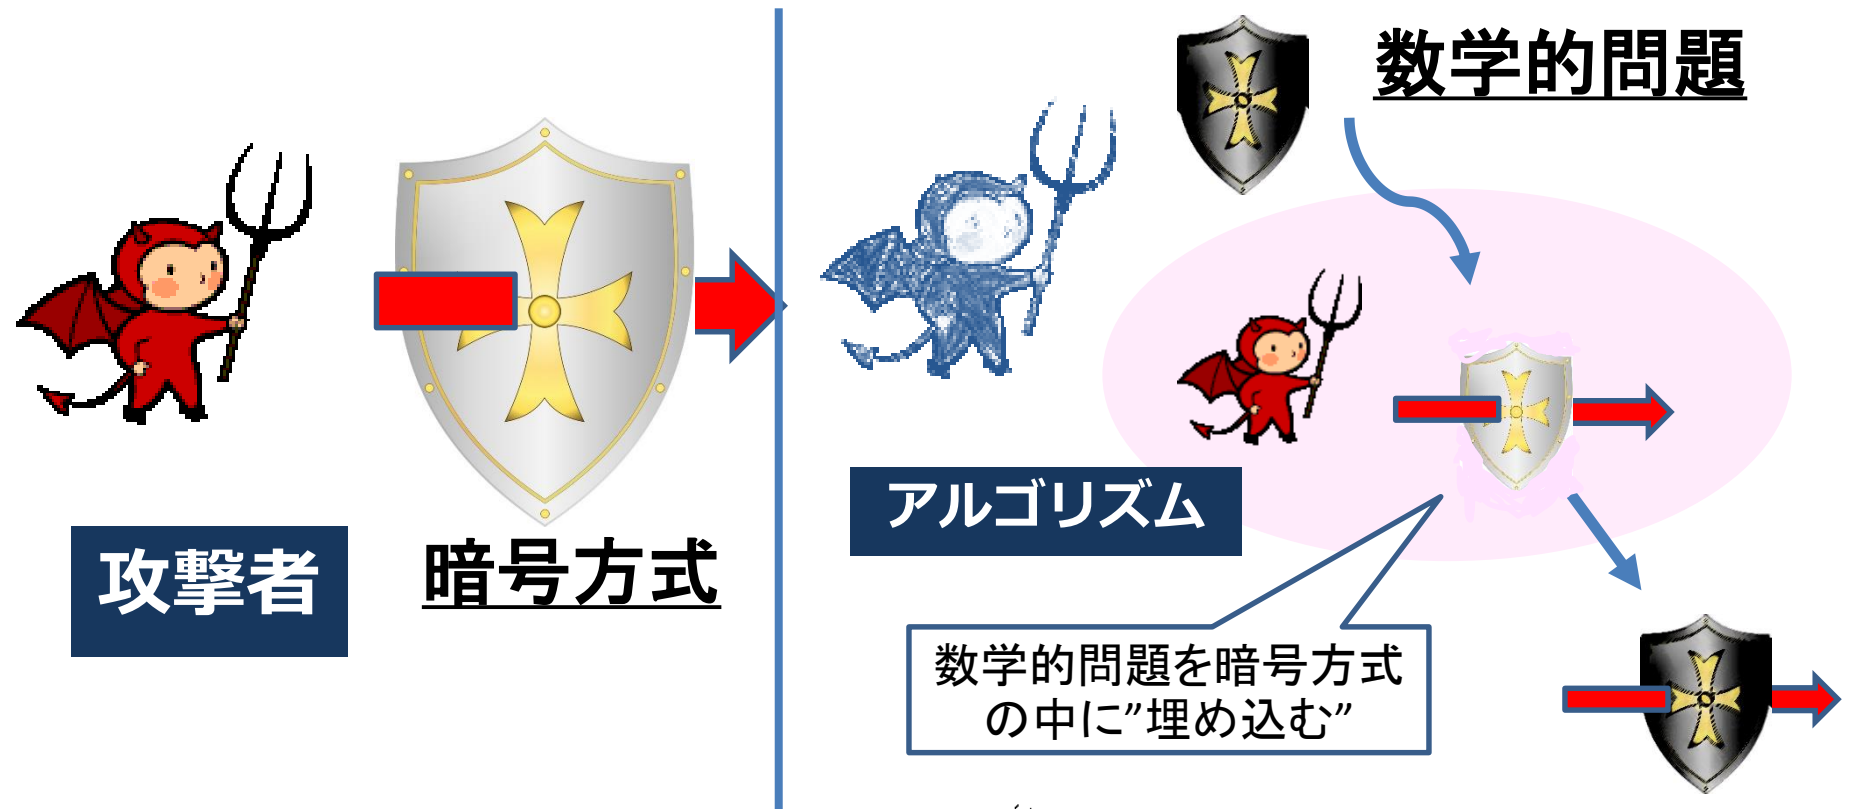 攻撃者
暗号方式
数学的問題
アルゴリズム
数学的問題を暗号方式
の中に”埋め込む”